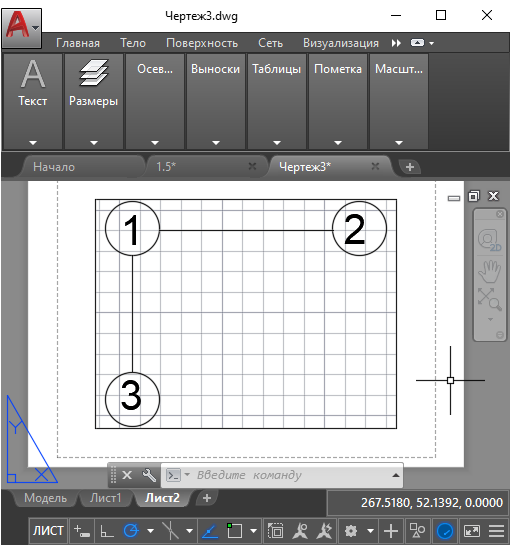 Чертеж3.dwg
A
Главная Тело Поверхность Сеть Визуализация
A
Текст Размеры Осев... Выноски Таблицы Пометка Масшт...
Начало 1.5* Чертеж3*
1 2
2D
3
Y
X
Введите команду
Модель Лист1 Лист2
267.5180, 52.1392, 0.0000
ЛИСТ